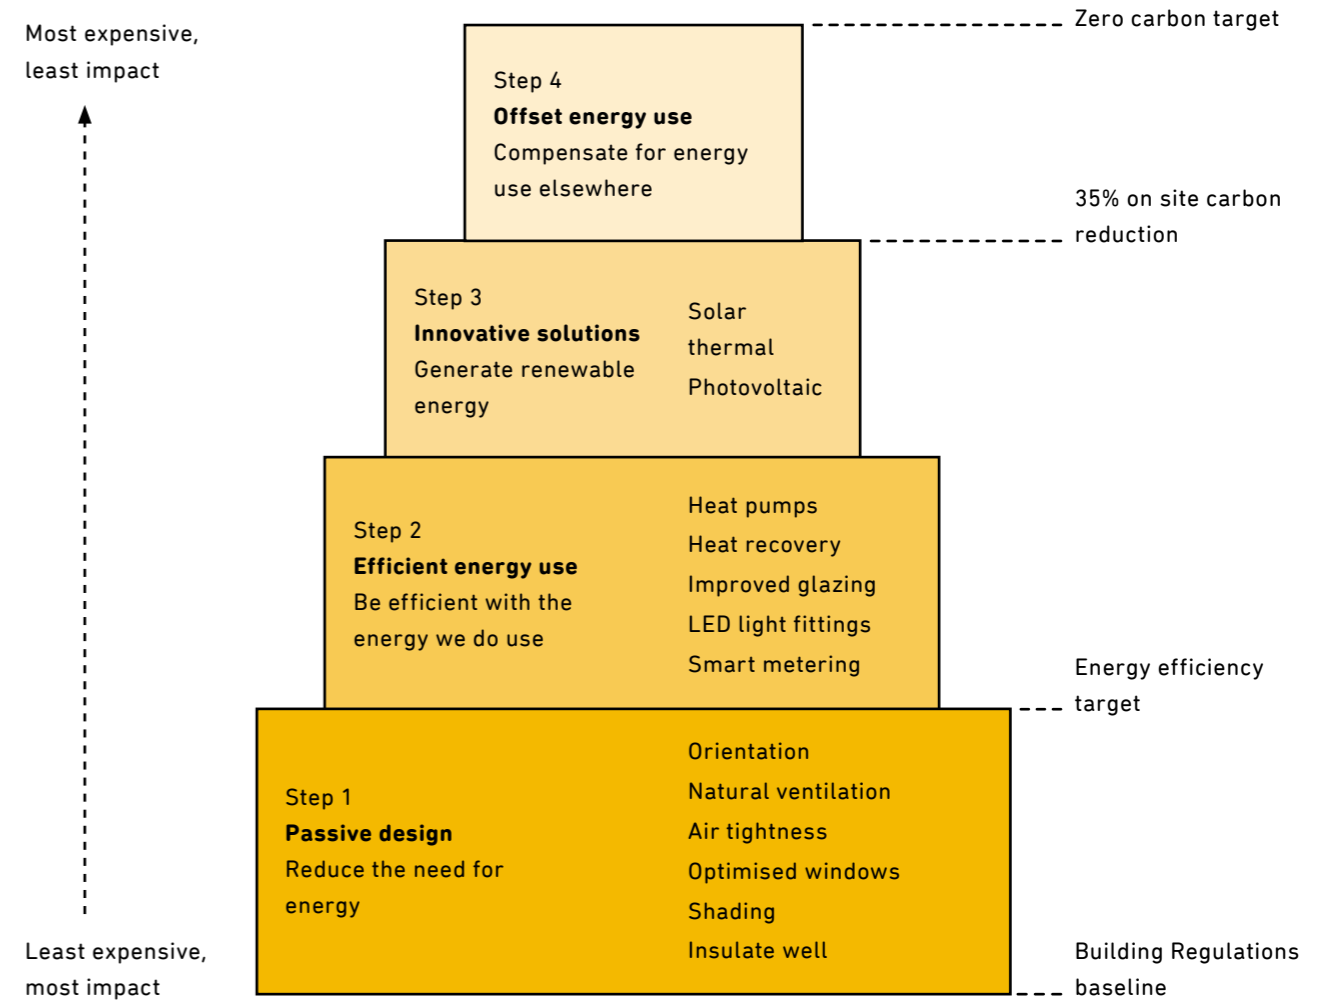 Most expensive,
least impact
Zero carbon target
Step 4
Offset energy use
Compensate for energy
use elsewhere
35% on site carbon
reduction
Step 3
Innovative solutions
Generate renewable
energy
Solar
thermal
Photovoltaic
Step 2
Efficient energy use
Be efficient with the
energy we do use
Heat pumps
Heat recovery
Improved glazing
LED light fittings
Smart metering
Energy efficiency
target
Step 1
Passive design
Reduce the need for
energy
Orientation
Natural ventilation
Air tightness
Optimised windows
Shading
Insulate well
Least expensive,
most impact
Building Regulations
baseline